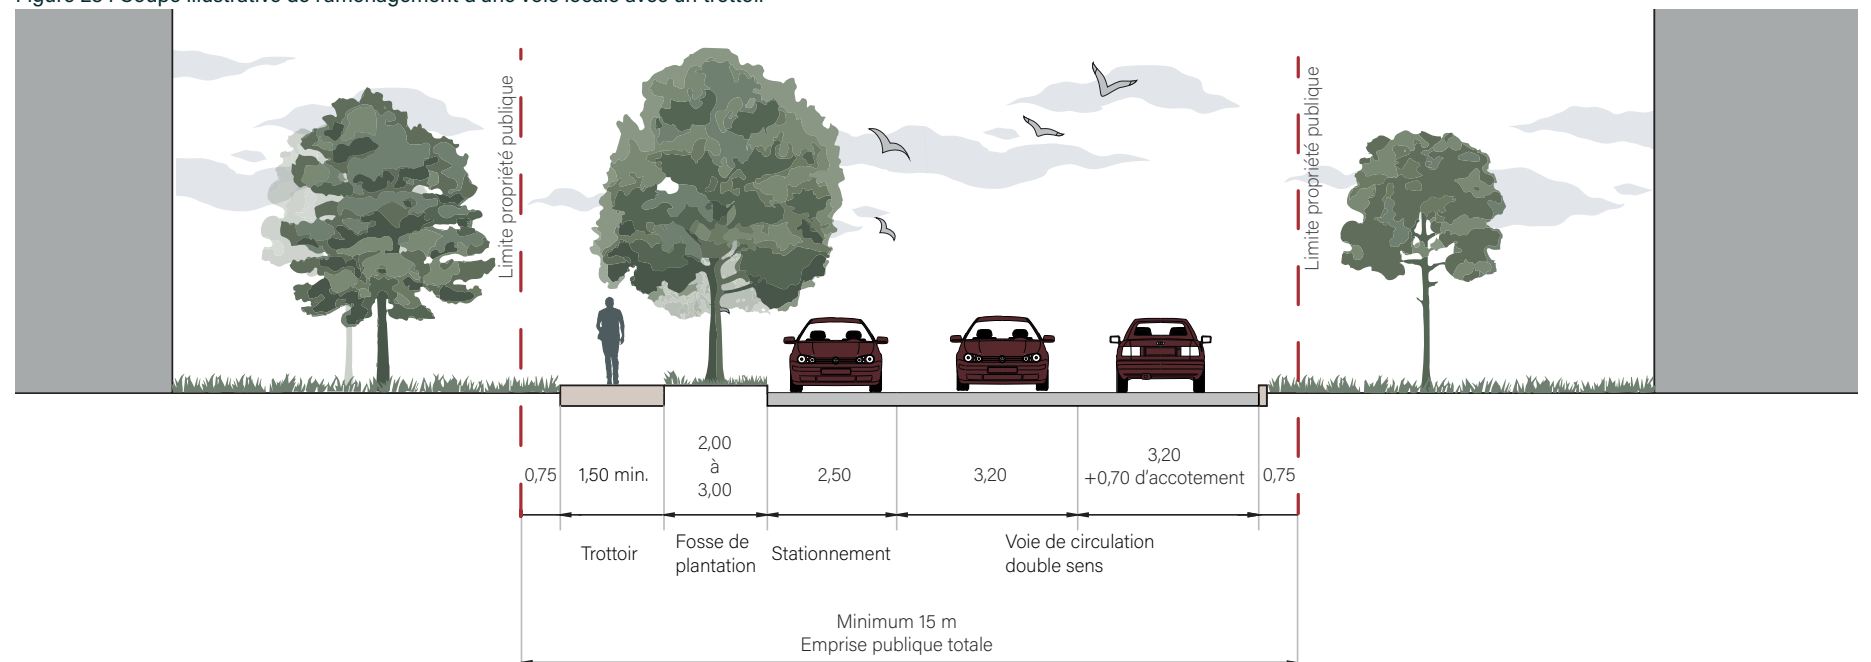 Limite propriété publique
Limite propriété publique
0,75
1,50 min.
2,00
à
3,00
2,50
3,20
3,20
+0,70 d'accotement
0,75
Trottoir
Fosse de
plantation
Stationnement
Voie de circulation
double sens
Minimum 15 m
Emprise publique totale